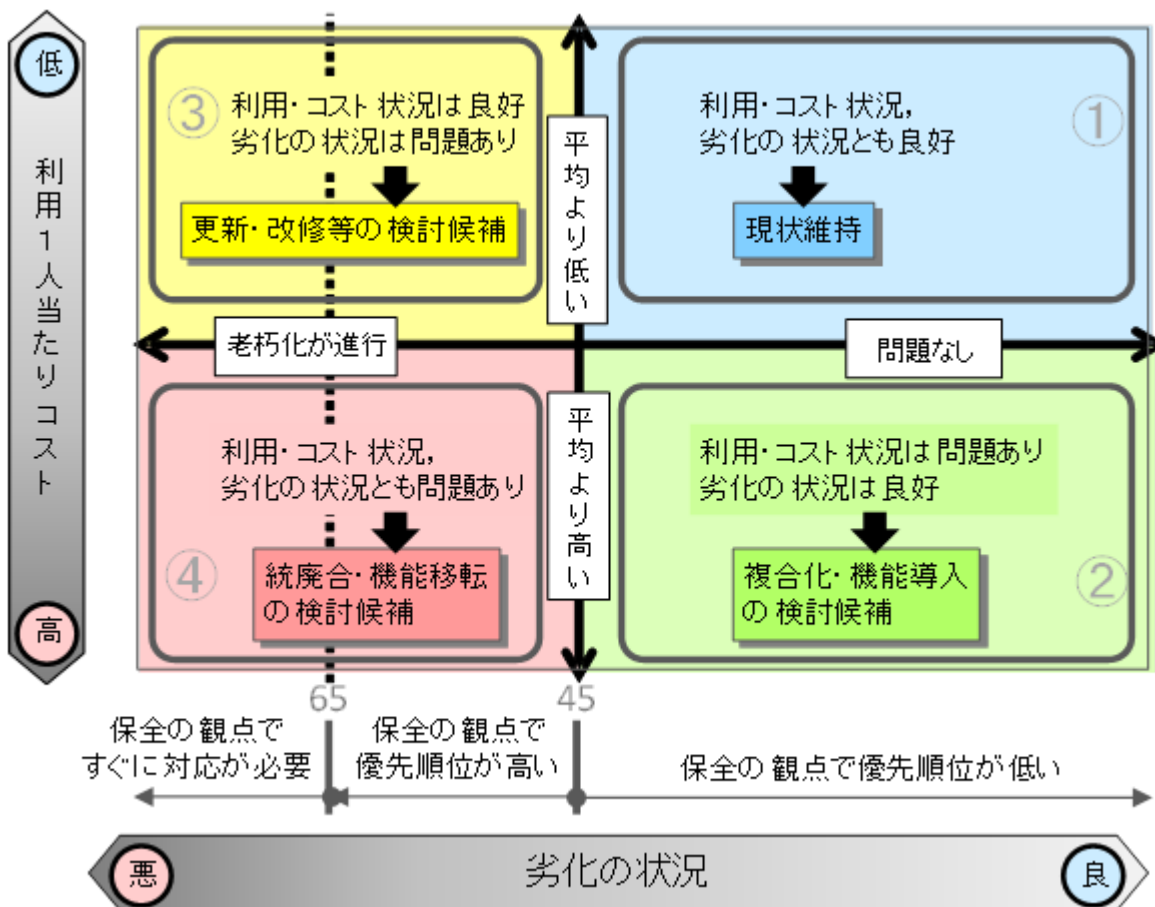 低
利用1人当たりコスト
高
③
利用・コスト状況は良好
劣化の状況は問題あり
更新・改修等の検討候補
平均より低い
①
利用・コスト状況，
劣化の状況とも良好
現状維持
老朽化が進行
問題なし
④
利用・コスト状況，
劣化の状況とも問題あり
統廃合・機能移転
の検討候補
平均より高い
②
利用・コスト状況は問題あり
劣化の状況は良好
複合化・機能導入
の検討候補
65
45
保全の観点で
すぐに対応が必要
保全の観点で
優先順位が高い
保全の観点で優先順位が低い
悪
劣化の状況
良